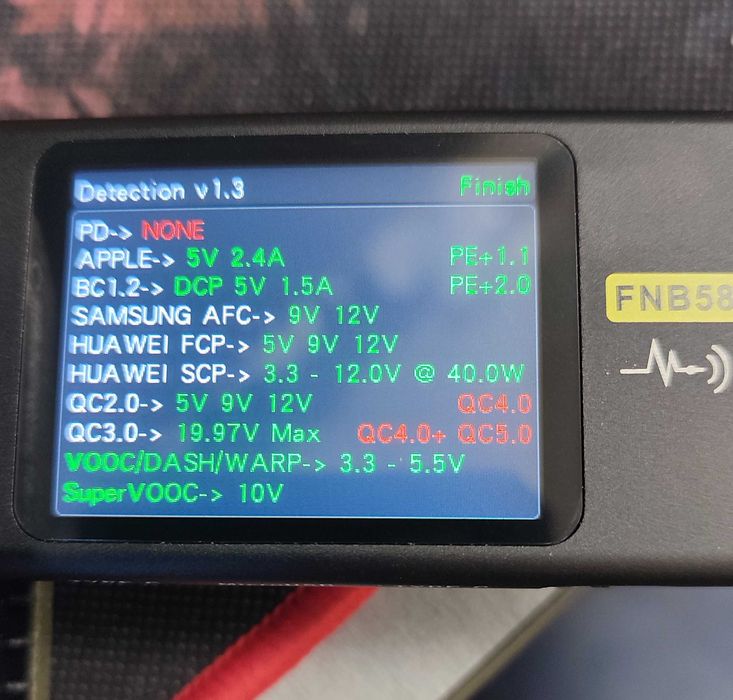 Detection v1.3 Finish
PD-> NONE
APPLE-> 5V 2.4A PE+1.1
BC1.2-> DCP 5V 1.5A PE+2.0
SAMSUNG AFC-> 9V 12V
HUAWEI FCP-> 5V 9V 12V
HUAWEI SCP-> 3.3 - 12.0V @ 40.0W
QC2.0-> 5V 9V 12V QC4.0
QC3.0-> 19.97V Max QC4.0+ QC5.0
VOOC/DASH/WARP-> 3.3 - 5.5V
SuperVOOC-> 10V
FNB58